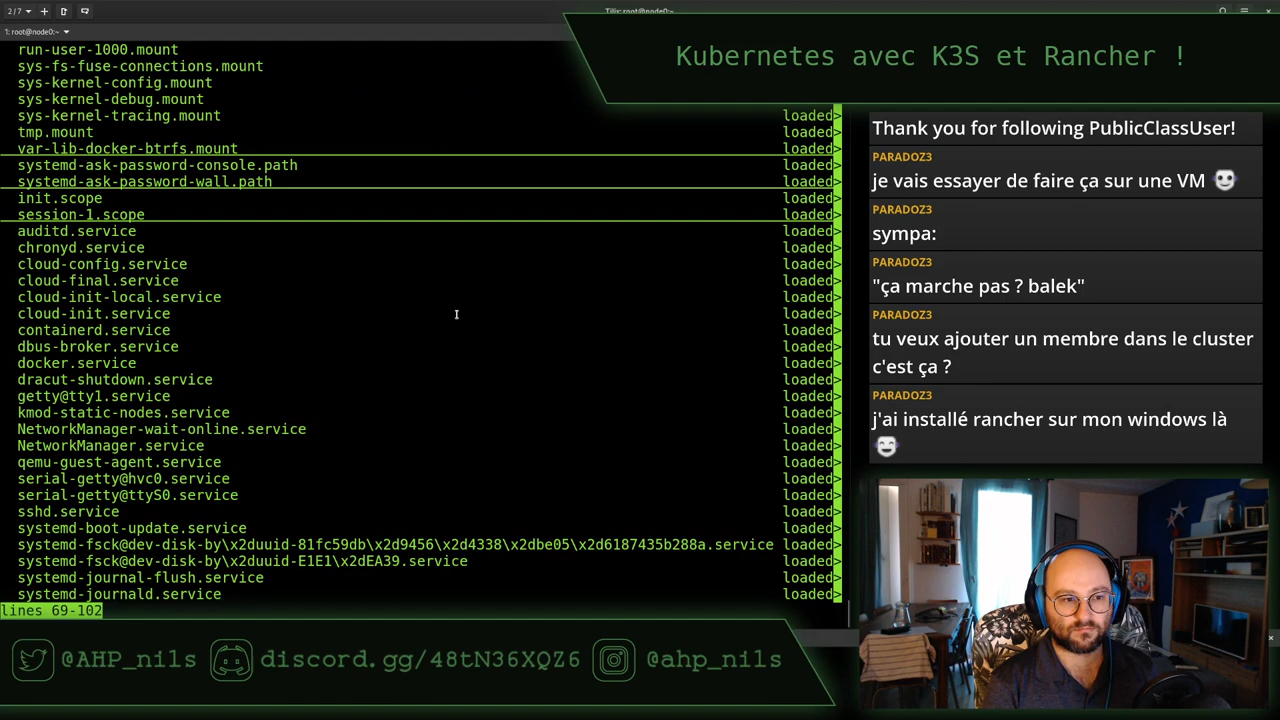 2/7
Tilix: root@node0:~
1: root@node0:~
Kubernetes avec K3S et Rancher !
run-user-1000.mount
sys-fs-fuse-connections.mount
sys-kernel-config.mount
sys-kernel-debug.mount
sys-kernel-tracing.mount loaded>
tmp.mount loaded>
var-lib-docker-btrfs.mount loaded>
systemd-ask-password-console.path loaded>
systemd-ask-password-wall.path loaded>
init.scope loaded>
session-1.scope loaded>
auditd.service loaded>
chronyd.service loaded>
cloud-config.service loaded>
cloud-final.service loaded>
cloud-init-local.service loaded>
cloud-init.service loaded>
containerd.service loaded>
dbus-broker.service loaded>
docker.service loaded>
dracut-shutdown.service loaded>
getty@tty1.service loaded>
kmod-static-nodes.service loaded>
NetworkManager-wait-online.service loaded>
NetworkManager.service loaded>
qemu-guest-agent.service loaded>
serial-getty@hvc0.service loaded>
serial-getty@ttyS0.service loaded>
sshd.service loaded>
systemd-boot-update.service loaded>
systemd-fsck@dev-disk-by\x2duuid-81fc59db\x2d9456\x2d4338\x2dbe05\x2d6187435b288a.service loaded>
systemd-fsck@dev-disk-by\x2duuid-E1E1\x2dEA39.service loaded>
systemd-journal-flush.service loaded>
systemd-journald.service loaded>
lines 69-102
Thank you for following PublicClassUser!
PARADOZ3
je vais essayer de faire ça sur une VM
PARADOZ3
sympa:
PARADOZ3
"ça marche pas ? balek"
PARADOZ3
tu veux ajouter un membre dans le cluster
c'est ça ?
PARADOZ3
j'ai installé rancher sur mon windows là
@AHP_nils discord.gg/48tN36XQZ6 @ahp_nils